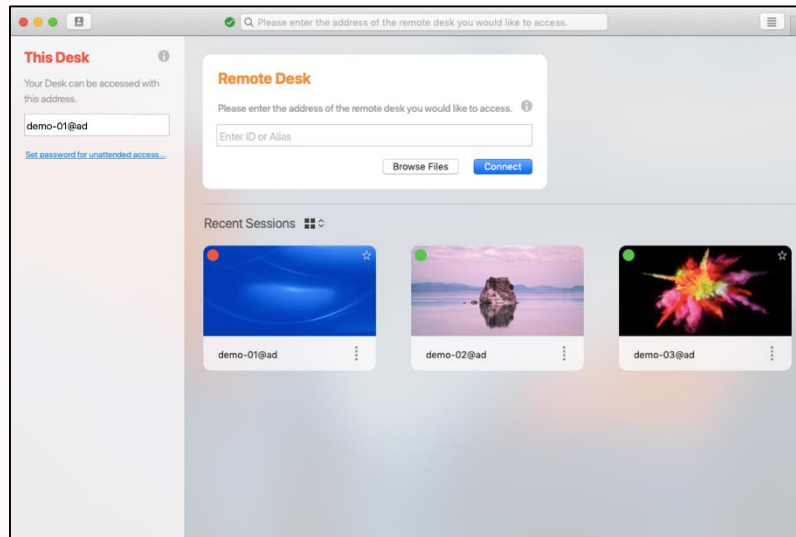 Please enter the address of the remote desk you would like to access.
This Desk
Your Desk can be accessed with
this address.
demo-01@ad
Set password for unattended access...
Remote Desk
Please enter the address of the remote desk you would like to access.
Enter ID or Alias
Browse Files
Connect
Recent Sessions
demo-01@ad
demo-02@ad
demo-03@ad